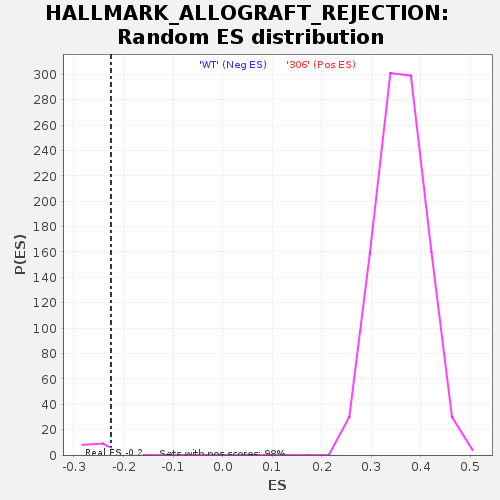 HALLMARK_ALLOGRAFT_REJECTION:
Random ES distribution
'WT' (Neg ES) '306' (Pos ES)
P(ES)
300
280
260
240
220
200
180
160
140
120
100
80
60
40
20
0
Real ES -0.2 Sets with pos scores: 98%
-0.3 -0.2 -0.1 0.0 0.1 0.2 0.3 0.4 0.5
ES